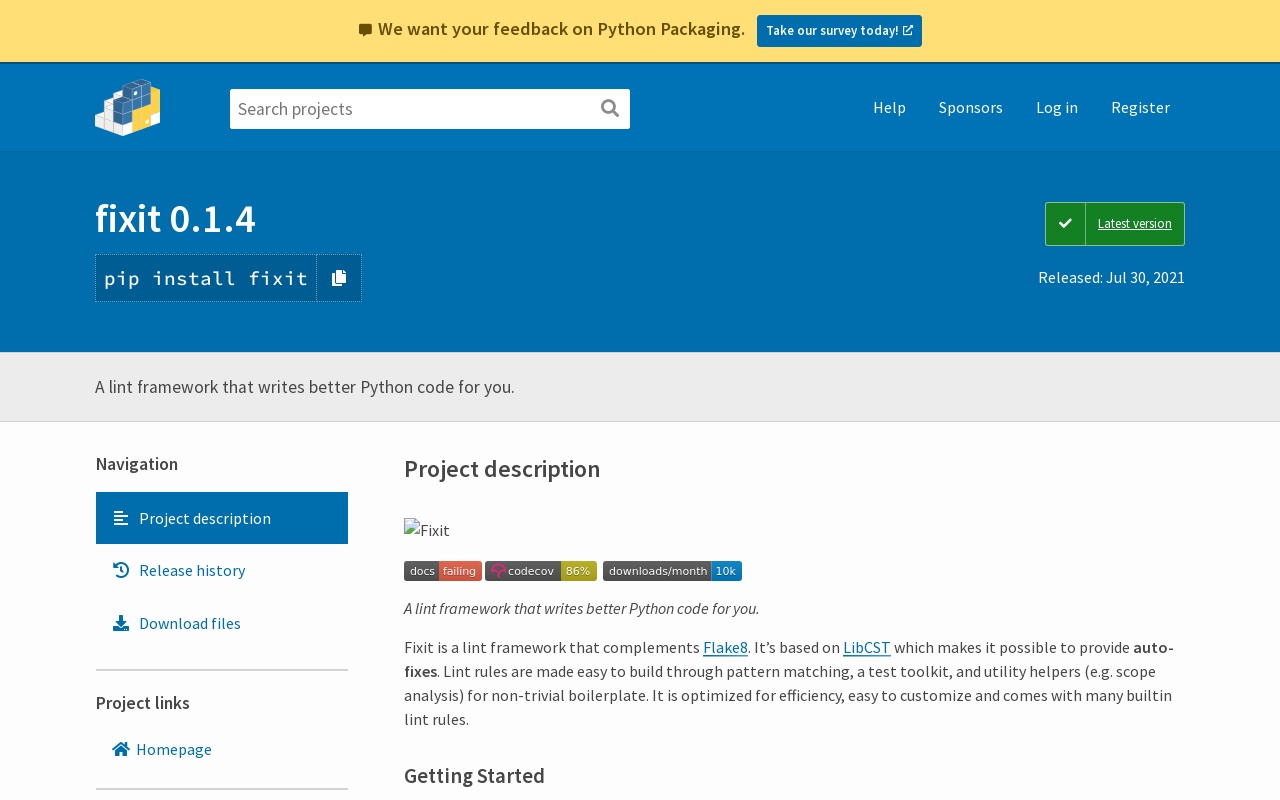 We want your feedback on Python Packaging. Take our survey today!
Search projects
Help Sponsors Log in Register
fixit 0.1.4
pip install fixit
Latest version
Released: Jul 30, 2021
A lint framework that writes better Python code for you.
Navigation
Project description
Release history
Download files
Project links
Homepage
Project description
Fixit
docs failing codecov 86% downloads/month 10k
A lint framework that writes better Python code for you.
Fixit is a lint framework that complements Flake8. It’s based on LibCST which makes it possible to provide auto-
fixes. Lint rules are made easy to build through pattern matching, a test toolkit, and utility helpers (e.g. scope
analysis) for non-trivial boilerplate. It is optimized for efficiency, easy to customize and comes with many builtin
lint rules.
Getting Started